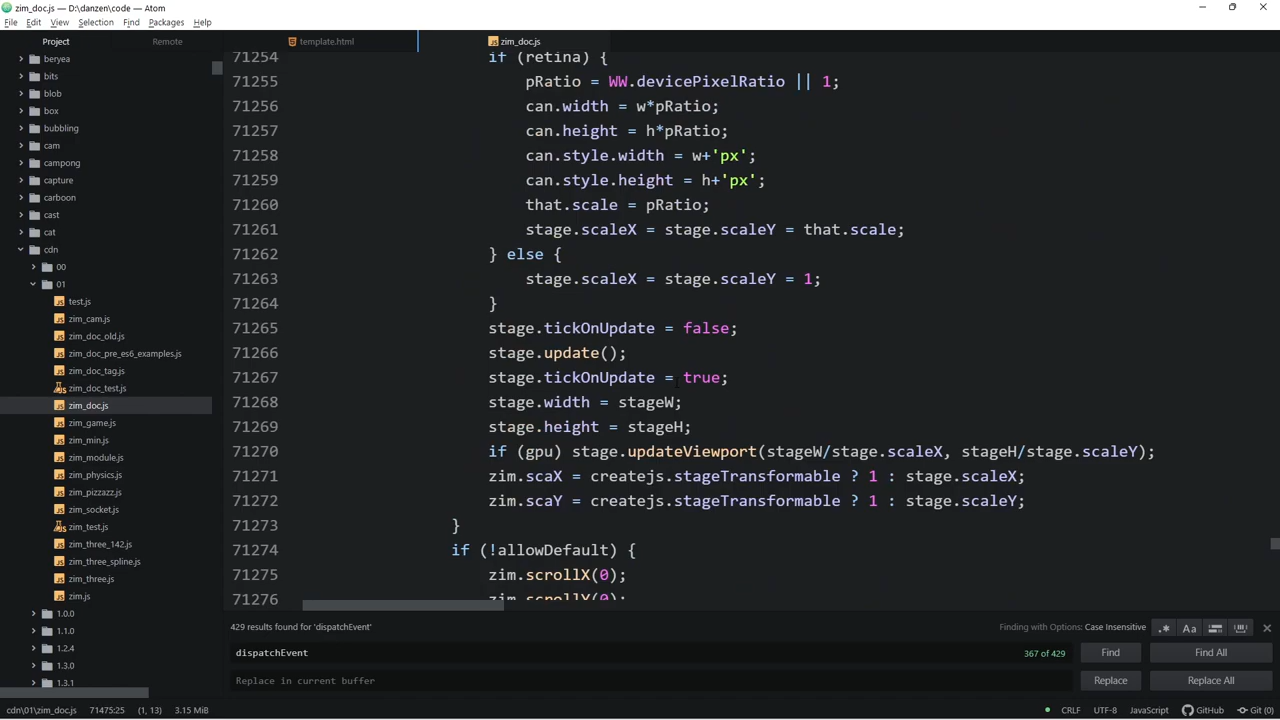 zim_doc.js — D:\danzen\code — Atom
File Edit View Selection Find Packages Help
Project Remote
template.html
zim_doc.js
beryea
bits
blob
box
bubbling
cam
campong
capture
carboon
cast
cat
cdn
00
01
test.js
zim_cam.js
zim_doc_old.js
zim_doc_pre_es6_examples.js
zim_doc_tag.js
zim_doc_test.js
zim_doc.js
zim_game.js
zim_min.js
zim_module.js
zim_physics.js
zim_pizzazz.js
zim_socket.js
zim_test.js
zim_three_142.js
zim_three_spline.js
zim_three.js
zim.js
1.0.0
1.1.0
1.2.4
1.3.0
1.3.1
71254 if (retina) {
71255 pRatio = WW.devicePixelRatio || 1;
71256 can.width = w*pRatio;
71257 can.height = h*pRatio;
71258 can.style.width = w+'px';
71259 can.style.height = h+'px';
71260 that.scale = pRatio;
71261 stage.scaleX = stage.scaleY = that.scale;
71262 } else {
71263 stage.scaleX = stage.scaleY = 1;
71264 }
71265 stage.tickOnUpdate = false;
71266 stage.update();
71267 stage.tickOnUpdate = true;
71268 stage.width = stageW;
71269 stage.height = stageH;
71270 if (gpu) stage.updateViewport(stageW/stage.scaleX, stageH/stage.scaleY);
71271 zim.scaX = createjs.stageTransformable ? 1 : stage.scaleX;
71272 zim.scaY = createjs.stageTransformable ? 1 : stage.scaleY;
71273 }
71274 if (!allowDefault) {
71275 zim.scrollX(0);
71276 zim.scrollY(0);
429 results found for 'dispatchEvent' Finding with Options: Case Insensitive .* Aa
dispatchEvent 367 of 429 Find Find All
Replace in current buffer Replace Replace All
cdn\01\zim_doc.js 71475:25 (1, 13) 3.15 MiB CRLF UTF-8 JavaScript GitHub Git (0)